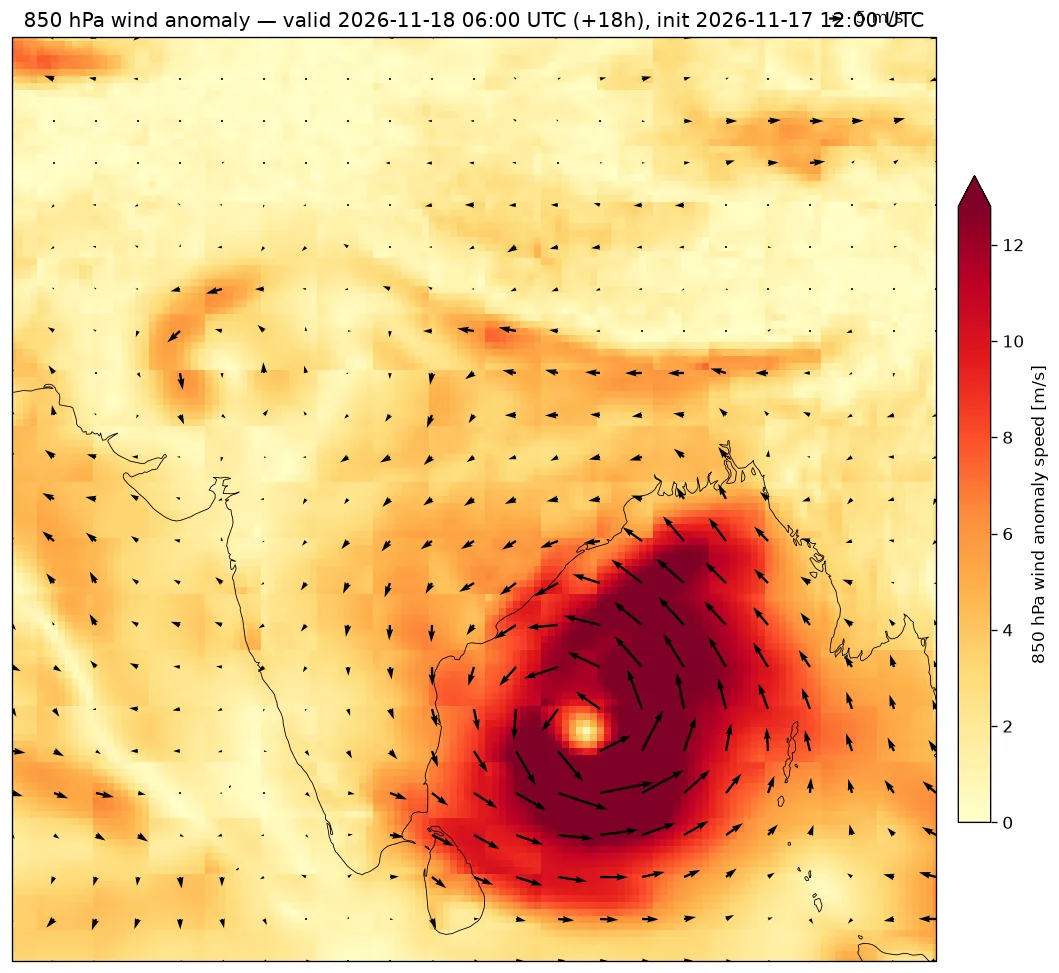 850 hPa wind anomaly — valid 2026-11-18 06:00 UTC (+18h), init 2026-11-17 12:00 UTC
5 m/s
12
10
8
6
4
2
0
850 hPa wind anomaly speed [m/s]